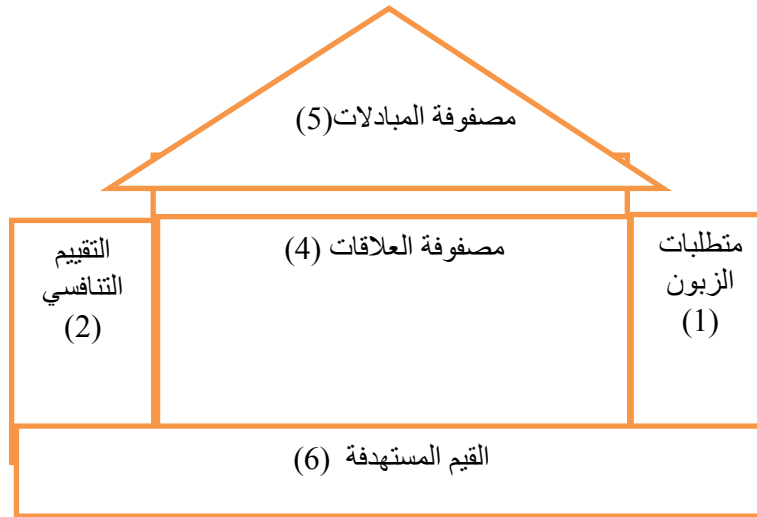 مصفوفة المبادلات(5)
متطلبات
الزبون
(1)
مصفوفة العلاقات (4)
التقييم
التنافسي
(2)
القيم المستهدفة (6)